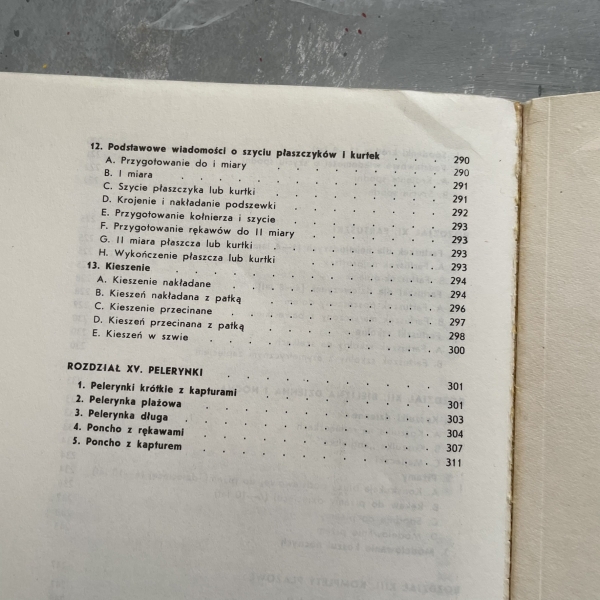 12. Podstawowe wiadomości o szyciu płaszczyków i kurtek . . . 290
A. Przygotowanie do i miary . . . . . . . . 290
B. I miara . . . . . . . . . . . . 291
C. Szycie płaszczyka lub kurtki . . . . . . . 291
D. Krojenie i nakładanie podszewki . . . . . . 292
E. Przygotowanie kołnierza i szycie . . . . . . 293
F. Przygotowanie rękawów do II miary . . . . . 293
G. II miara płaszcza lub kurtki . . . . . . . 293
H. Wykończenie płaszcza lub kurtki . . . . . . 293
13. Kieszenie . . . . . . . . . . . . 294
A. Kieszenie nakładane . . . . . . . . . 294
B. Kieszeń nakładana z patką . . . . . . . . 296
C. Kieszenie przecinane . . . . . . . . . 297
D. Kieszeń przecinana z patką . . . . . . . . 298
E. Kieszeń w szwie . . . . . . . . . . 300
ROZDZIAŁ XV. PELERYNKI . . . . . . . . . 301
1. Pelerynki krótkie z kapturami . . . . . . . 301
2. Pelerynka plażowa . . . . . . . . . . 303
3. Pelerynka długa . . . . . . . . . . 304
4. Poncho z rękawami . . . . . . . . . . 307
5. Poncho z kapturem . . . . . . . . . . 311